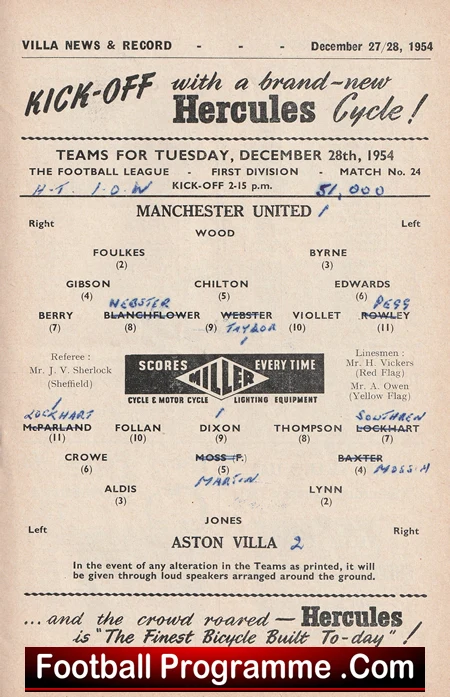 VILLA NEWS & RECORD - - - December 27/28, 1954
KICK-OFF with a brand-new
Hercules Cycle!
TEAMS FOR TUESDAY, DECEMBER 28th, 1954
THE FOOTBALL LEAGUE - FIRST DIVISION - MATCH No. 24
H.T. 1.0.W KICK-OFF 2-15 p.m. 51,000
MANCHESTER UNITED 1
Right Left
WOOD
FOULKES BYRNE
(2) (3)
GIBSON CHILTON EDWARDS
(4) (5) (6)
WEBSTER PEGG
BERRY BLANCHFLOWER WEBSTER VIOLLET ROWLEY
(7) (8) (9) TAYLOR (10) (11)
1
Referee : Linesmen :
Mr. J. V. Sherlock Mr. H. Vickers
(Sheffield) (Red Flag)
Mr. A. Owen
(Yellow Flag)
SCORES MILLER EVERY TIME
CYCLE & MOTOR CYCLE LIGHTING EQUIPMENT
1 1
LOCKHART SOUTHREN
McPARLAND FOLLAN DIXON THOMPSON LOCKHART
(11) (10) (9) (8) (7)
CROWE MOSS (F.) BAXTER
(6) (5) (4) MOSS.A
MARTIN
ALDIS LYNN
(3) (2)
JONES
Left Right
ASTON VILLA 2
In the event of any alteration in the Teams as printed, it will
be given through loud speakers arranged around the ground.
...and the crowd roared — Hercules
is "The Finest Bicycle Built To-day" !
Football Programme .Com